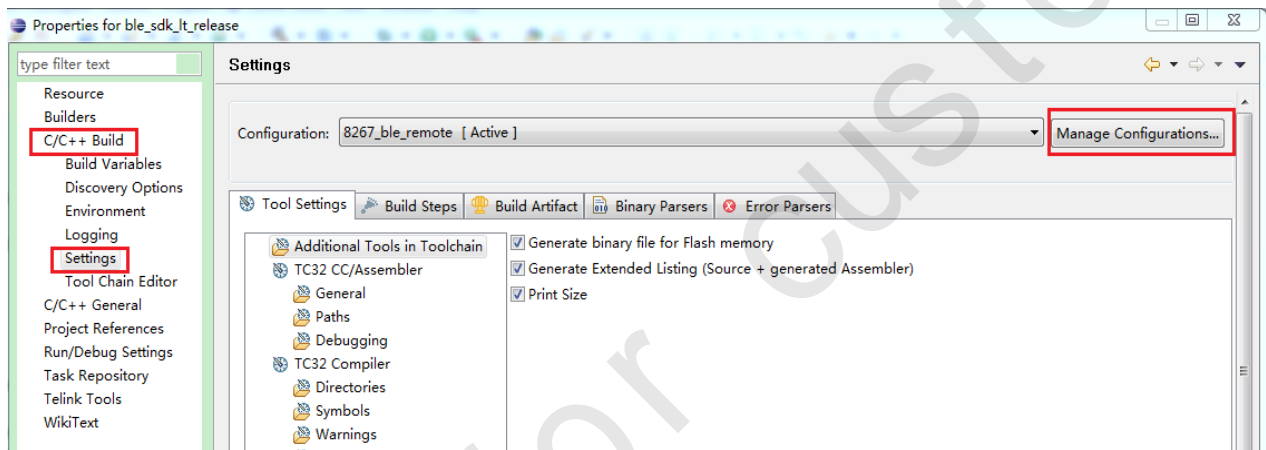 Properties for ble_sdk_lt_release
type filter text
Resource
Builders
C/C++ Build
Build Variables
Discovery Options
Environment
Logging
Settings
Tool Chain Editor
C/C++ General
Project References
Run/Debug Settings
Task Repository
Telink Tools
WikiText
Settings
Configuration: 8267_ble_remote [ Active ] Manage Configurations...
Tool Settings Build Steps Build Artifact Binary Parsers Error Parsers
Additional Tools in Toolchain
TC32 CC/Assembler
General
Paths
Debugging
TC32 Compiler
Directories
Symbols
Warnings
Generate binary file for Flash memory
Generate Extended Listing (Source + generated Assembler)
Print Size
or custo